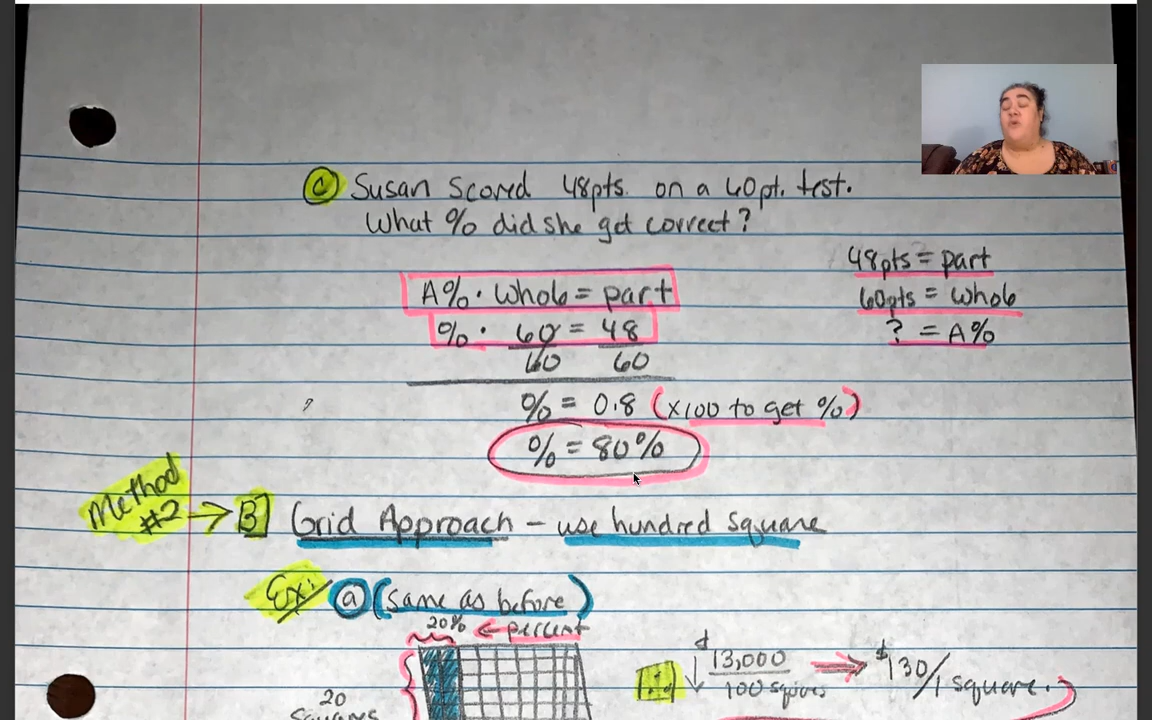 C Susan scored 48pts. on a 60pt. test.
What % did she get correct?
48pts = part
60pts = whole
? = A%
A% · whole = part
% · 60 = 48
60 60
% = 0.8 (x100 to get %)
% = 80%
Method #2 → B] Grid Approach - use hundred square
Ex: a (same as before)
20% ← percent
$13,000 → $130/1 square.
100 squares
20
squares